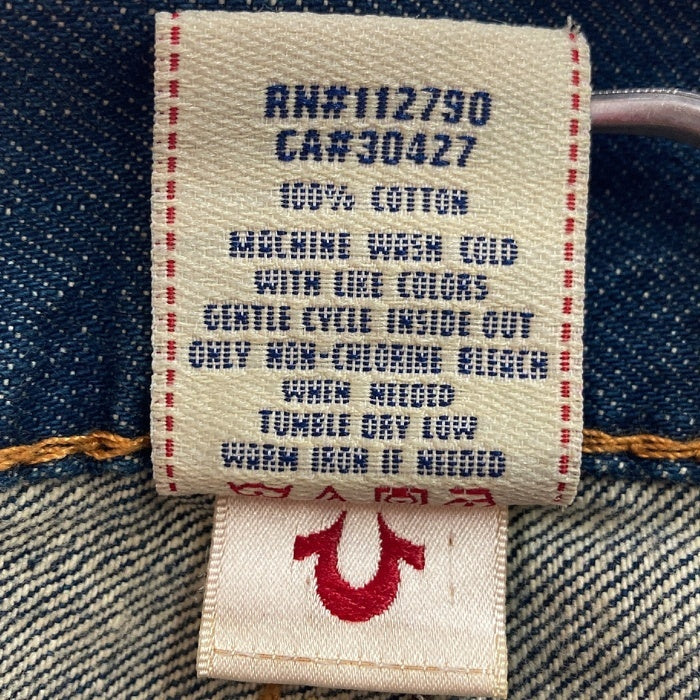 RN#112790
CA#30427
100% COTTON
MACHINE WASH COLD
WITH LIKE COLORS
GENTLE CYCLE INSIDE OUT
ONLY NON-CHLORINE BLEACH
WHEN NEEDED
TUMBLE DRY LOW
WARM IRON IF NEEDED